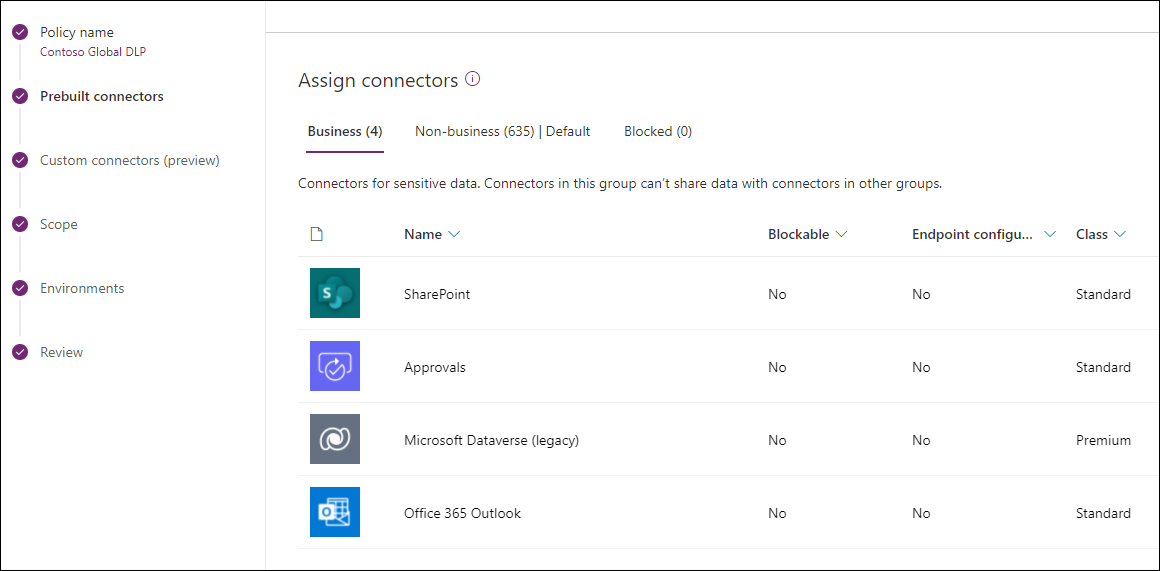 Policy name
Contoso Global DLP
Prebuilt connectors
Custom connectors (preview)
Scope
Environments
Review
Assign connectors
Business (4) Non-business (635) | Default Blocked (0)
Connectors for sensitive data. Connectors in this group can't share data with connectors in other groups.
Name Blockable Endpoint configu... Class
SharePoint No No Standard
Approvals No No Standard
Microsoft Dataverse (legacy) No No Premium
Office 365 Outlook No No Standard